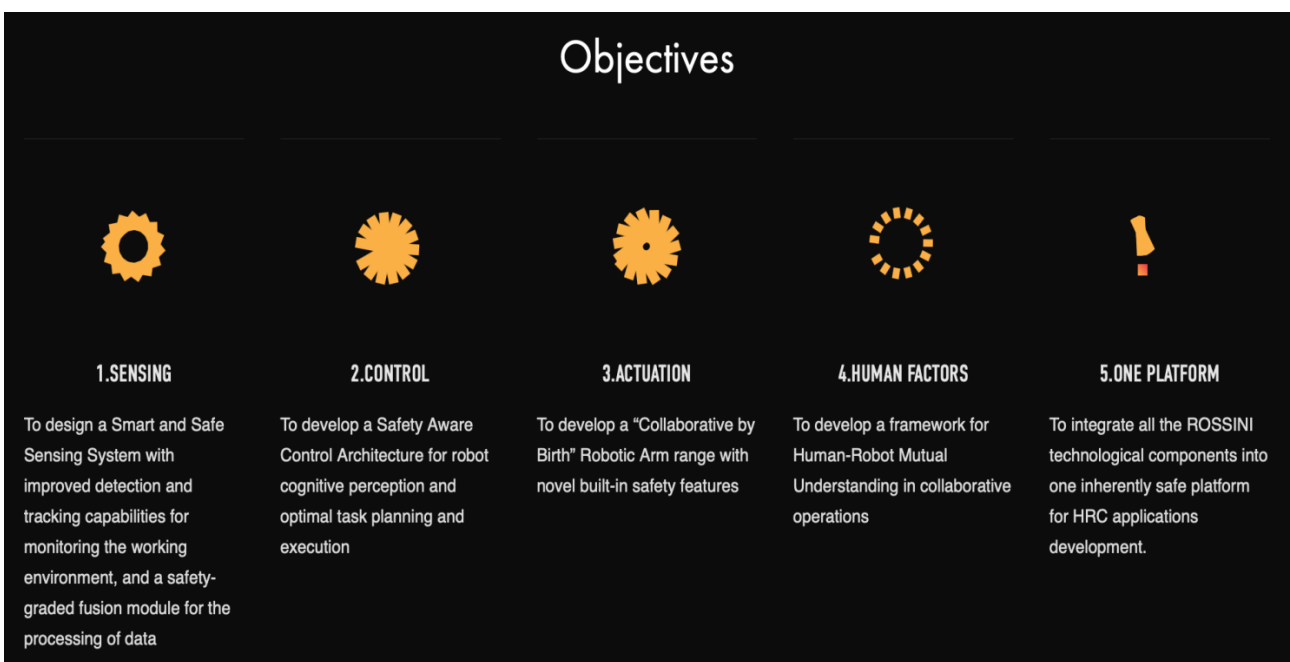 Objectives
1.SENSING
To design a Smart and Safe
Sensing System with
improved detection and
tracking capabilities for
monitoring the working
environment, and a safety-
graded fusion module for the
processing of data
2.CONTROL
To develop a Safety Aware
Control Architecture for robot
cognitive perception and
optimal task planning and
execution
3.ACTUATION
To develop a “Collaborative by
Birth” Robotic Arm range with
novel built-in safety features
4.HUMAN FACTORS
To develop a framework for
Human-Robot Mutual
Understanding in collaborative
operations
5.ONE PLATFORM
To integrate all the ROSSINI
technological components into
one inherently safe platform
for HRC applications
development.